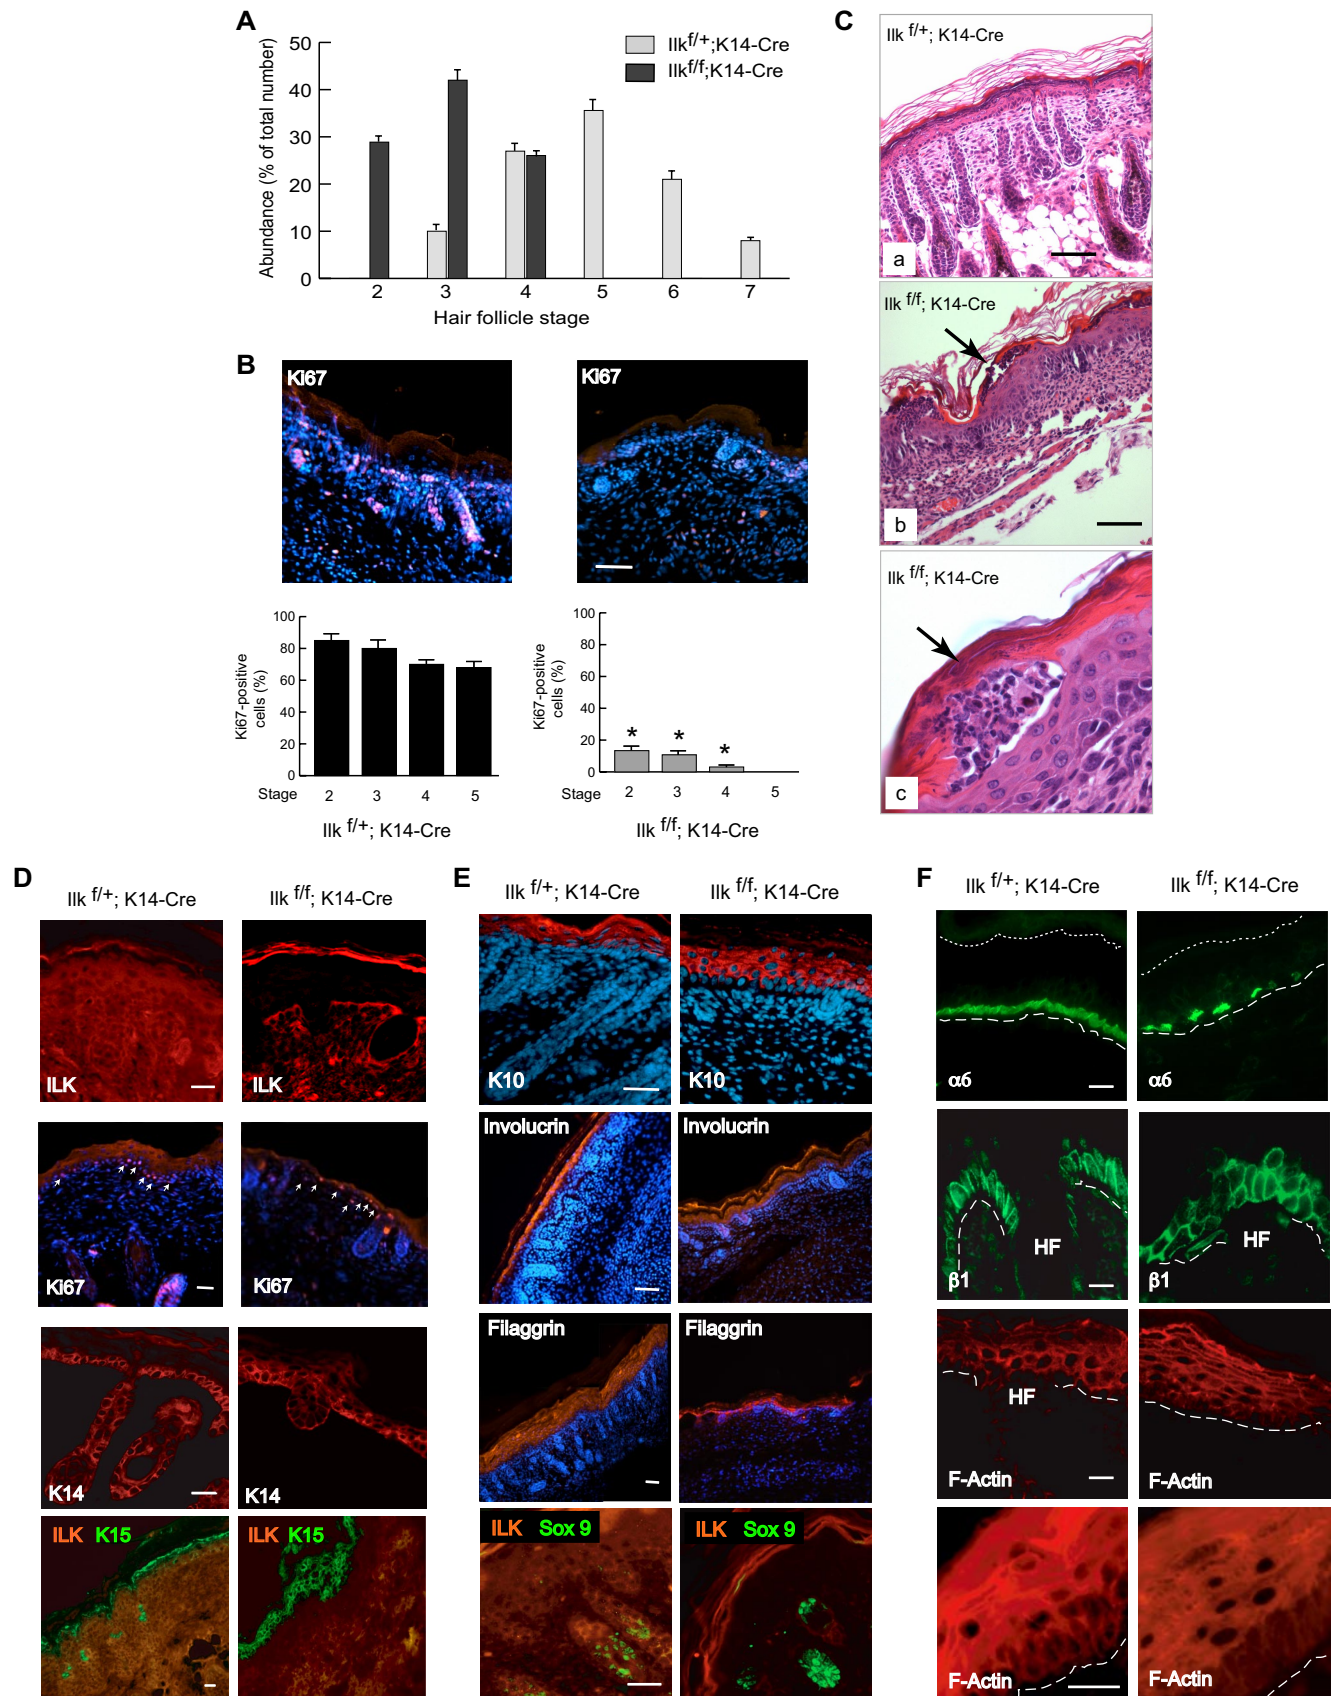 A
50
40
30
20
10
0
Abundance (% of total number)
Ilk f/+;K14-Cre
Ilk f/f;K14-Cre
2 3 4 5 6 7
Hair follicle stage
B
Ki67
Ki67
100
80
60
40
20
0
Ki67-positive
cells (%)
Stage 2 3 4 5
Ilk f/+; K14-Cre
100
80
60
40
20
0
Ki67-positive
cells (%)
* * *
Stage 2 3 4 5
Ilk f/f; K14-Cre
C
Ilk f/+; K14-Cre
a
Ilk f/f; K14-Cre
b
Ilk f/f; K14-Cre
c
D
Ilk f/+; K14-Cre
Ilk f/f; K14-Cre
ILK
ILK
Ki67
Ki67
K14
K14
ILK K15
ILK K15
E
Ilk f/+; K14-Cre
Ilk f/f; K14-Cre
K10
K10
Involucrin
Involucrin
Filaggrin
Filaggrin
ILK Sox 9
ILK Sox 9
F
Ilk f/+; K14-Cre
Ilk f/f; K14-Cre
α6
α6
HF
β1
HF
β1
HF
F-Actin
F-Actin
F-Actin
F-Actin